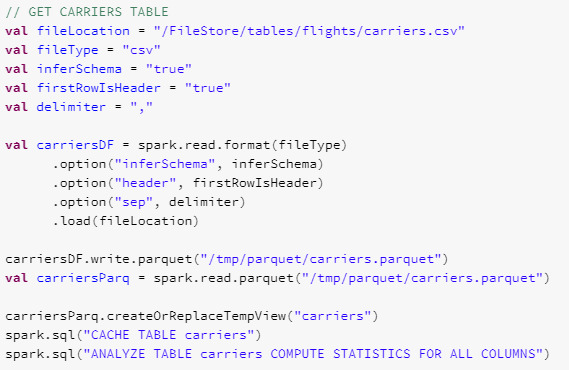 // GET CARRIERS TABLE
val fileLocation = "/FileStore/tables/flights/carriers.csv"
val fileType = "csv"
val inferSchema = "true"
val firstRowIsHeader = "true"
val delimiter = ","

val carriersDF = spark.read.format(fileType)
      .option("inferSchema", inferSchema)
      .option("header", firstRowIsHeader)
      .option("sep", delimiter)
      .load(fileLocation)

carriersDF.write.parquet("/tmp/parquet/carriers.parquet")
val carriersParq = spark.read.parquet("/tmp/parquet/carriers.parquet")

carriersParq.createOrReplaceTempView("carriers")
spark.sql("CACHE TABLE carriers")
spark.sql("ANALYZE TABLE carriers COMPUTE STATISTICS FOR ALL COLUMNS")